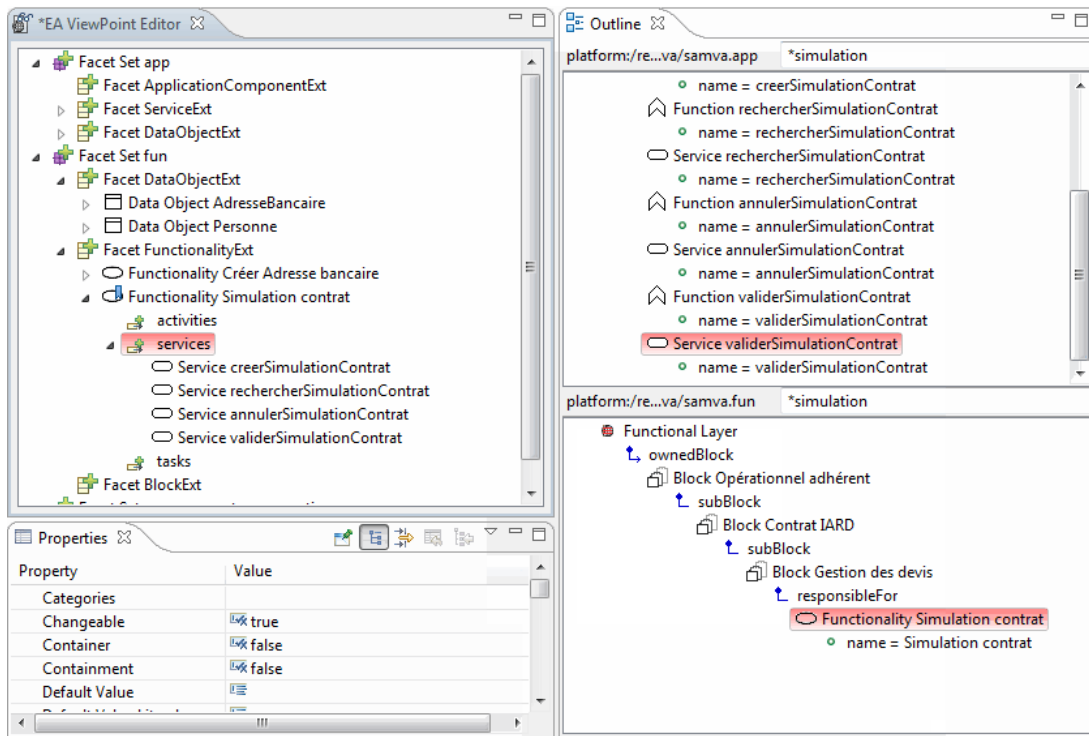 *EA ViewPoint Editor
Facet Set app
Facet ApplicationComponentExt
Facet ServiceExt
Facet DataObjectExt
Facet Set fun
Facet DataObjectExt
Data Object AdresseBancaire
Data Object Personne
Facet FunctionalityExt
Functionality Créer Adresse bancaire
Functionality Simulation contrat
activities
services
Service creerSimulationContrat
Service rechercherSimulationContrat
Service annulerSimulationContrat
Service validerSimulationContrat
tasks
Facet BlockExt
Properties
Property Value
Categories
Changeable true
Container false
Containment false
Default Value
Outline
platform:/re...va/samva.app *simulation
name = creerSimulationContrat
Function rechercherSimulationContrat
name = rechercherSimulationContrat
Service rechercherSimulationContrat
name = rechercherSimulationContrat
Function annulerSimulationContrat
name = annulerSimulationContrat
Service annulerSimulationContrat
name = annulerSimulationContrat
Function validerSimulationContrat
name = validerSimulationContrat
Service validerSimulationContrat
name = validerSimulationContrat
platform:/re...va/samva.fun *simulation
Functional Layer
ownedBlock
Block Opérationnel adhérent
subBlock
Block Contrat IARD
subBlock
Block Gestion des devis
responsibleFor
Functionality Simulation contrat
name = Simulation contrat